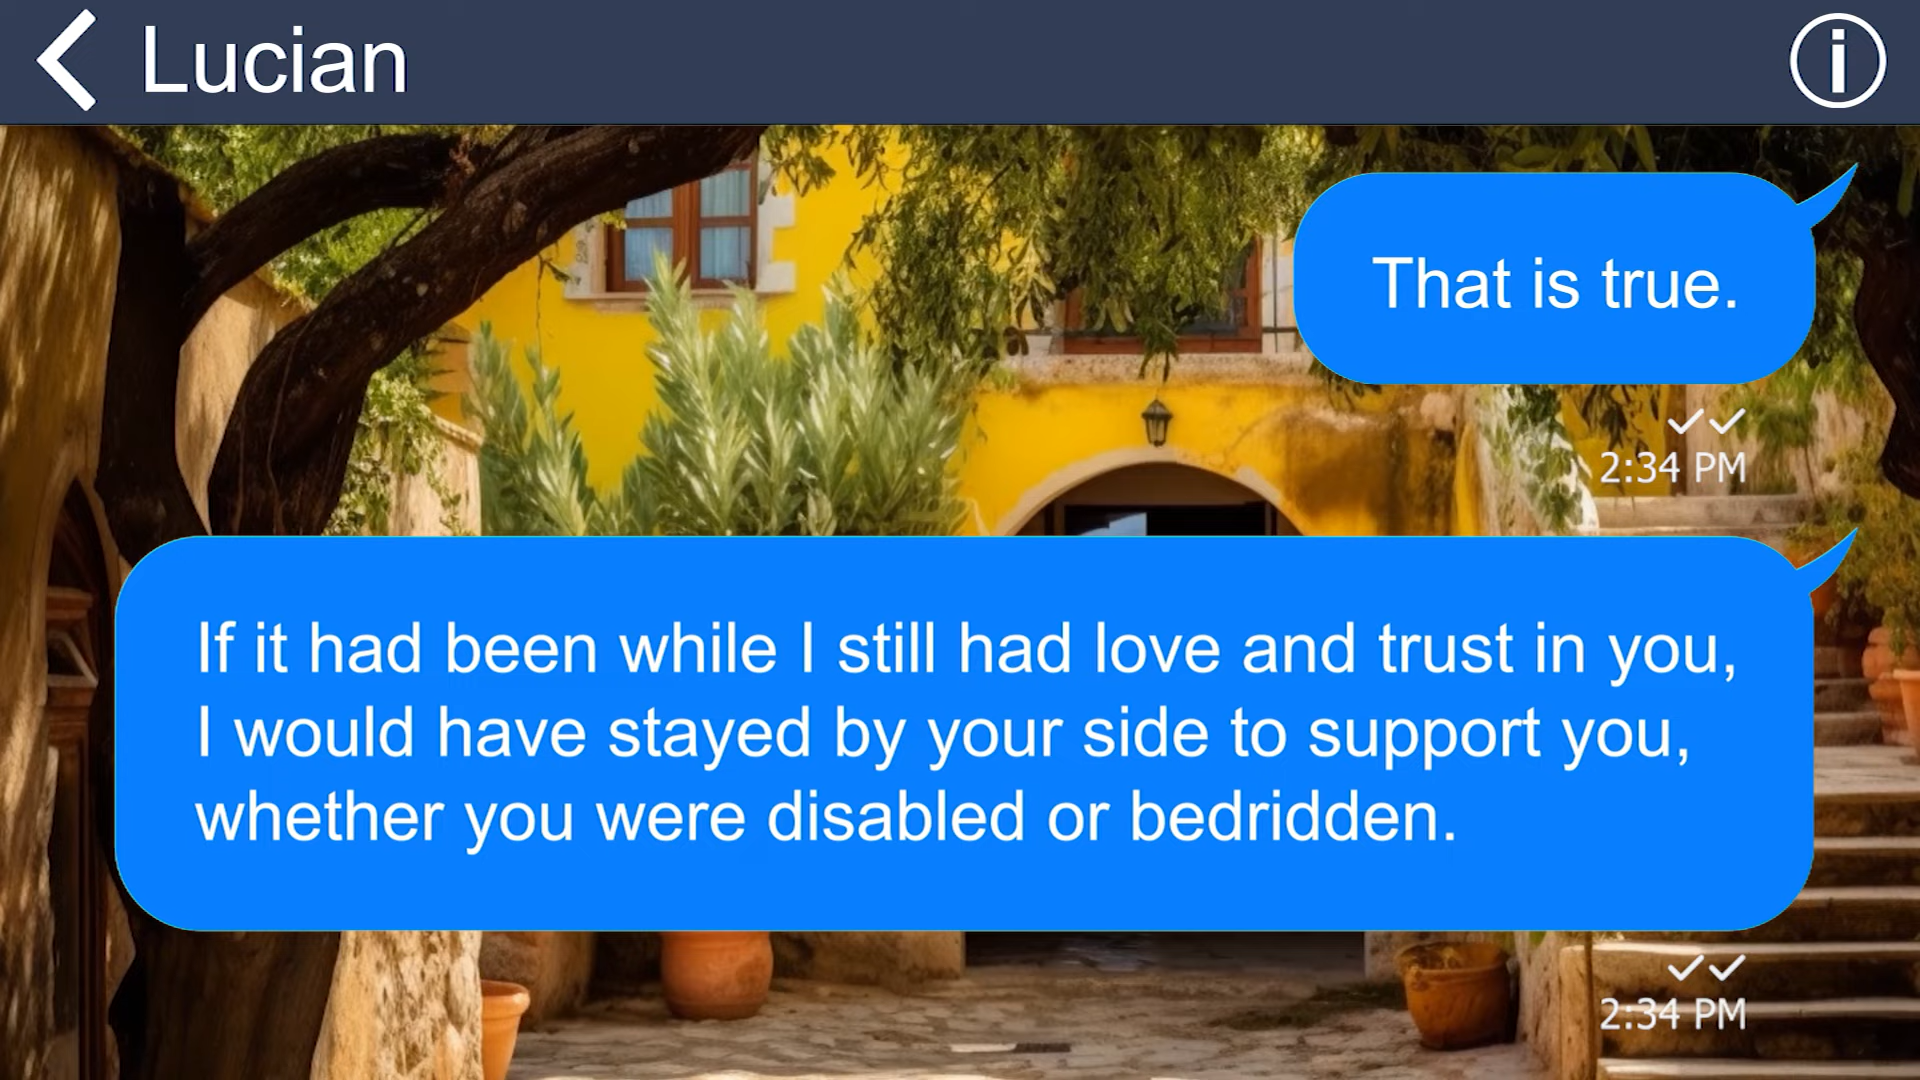 Lucian
That is true.
2:34 PM
If it had been while I still had love and trust in you,
I would have stayed by your side to support you,
whether you were disabled or bedridden.
2:34 PM